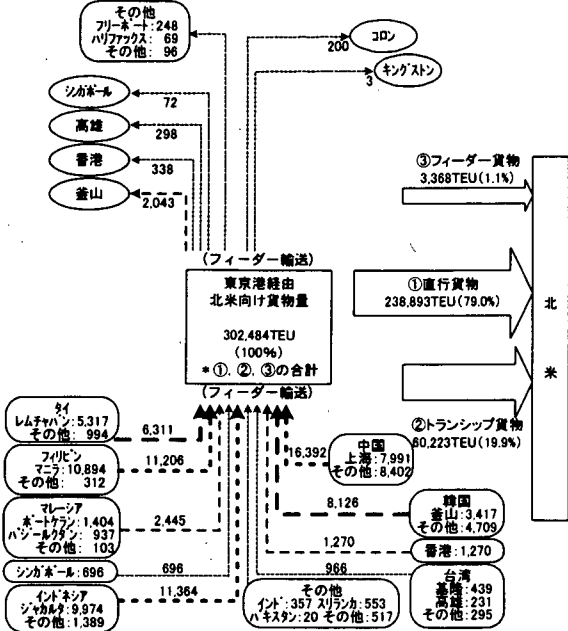 その他
フリーポート:248
ハリファックス: 69
その他: 96
コロン
200
キングストン
3
シンガポール
72
高雄
298
香港
338
釜山
2,043
③フィーダー貨物
3,368TEU(1.1%)
(フィーダー輸送)
東京港経由
北米向け貨物量
302,484TEU
(100%)
*①、②、③の合計
(フィーダー輸送)
①直行貨物
238,893TEU(79.0%)
北
米
②トランシップ貨物
60,223TEU(19.9%)
タイ
レムチャバン:5,317
その他: 994
6,311
フィリピン
マニラ:10,894
その他: 312
11,206
マレーシア
ポートケラン:1,404
パシールグダン: 937
その他: 103
2,445
シンガポール:696
696
インドネシア
ジャカルタ:9,974
その他:1,389
11,364
16,392
中国
上海:7,991
その他:8,402
8,126
韓国
釜山:3,417
その他:4,709
1,270
香港:1,270
966
台湾
基隆:439
高雄:231
その他:295
その他
インド:357 スリランカ:553
パキスタン:20 その他:517